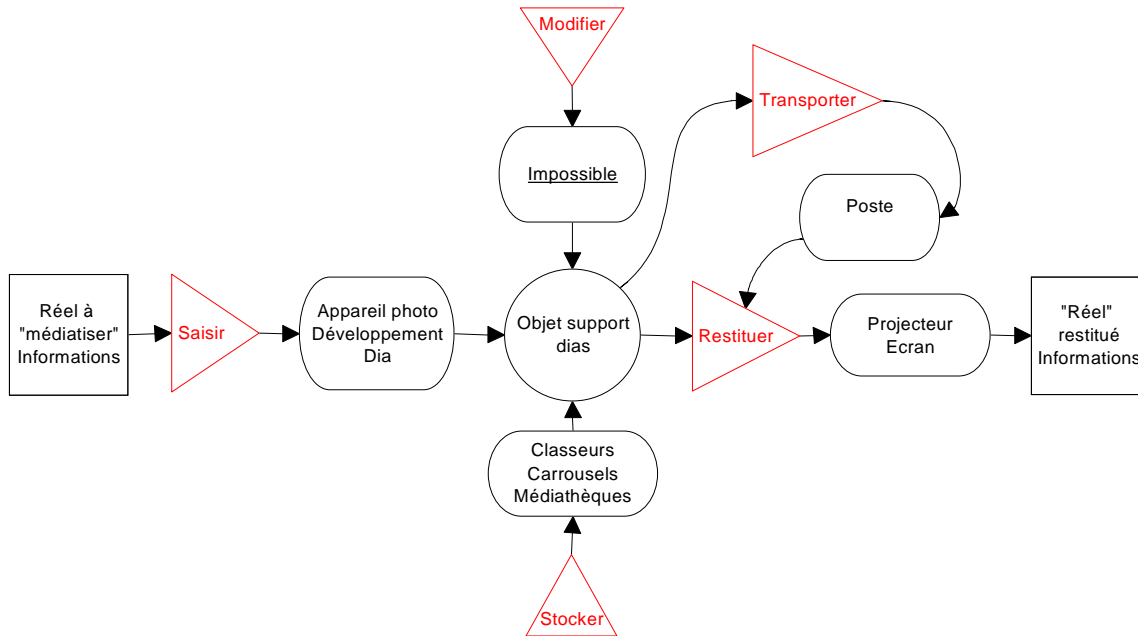 Modifier
Transporter
Impossible
Poste
Réel à
"médiatiser"
Informations
Saisir
Appareil photo
Développement
Dia
Objet support
dias
Restituer
Projecteur
Ecran
"Réel"
restitué
Informations
Classeurs
Carrousels
Médiathèques
Stocker